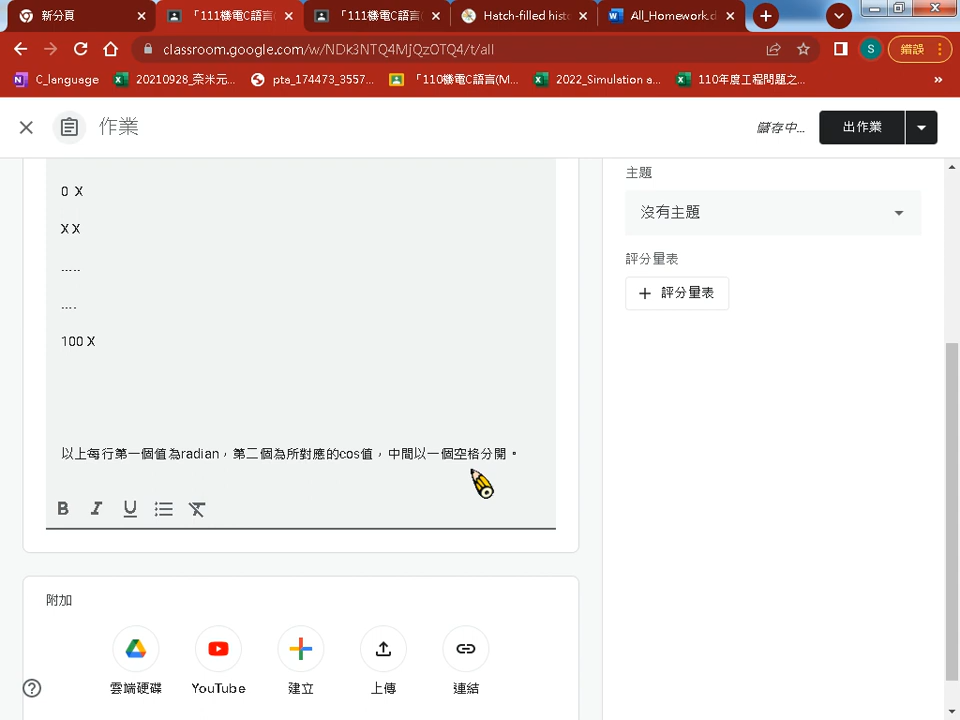 新分頁
「111機電C語言
「111機電C語言
Hatch-filled hist
All_Homework.d
classroom.google.com/w/NDk3NTQ4MjQzOTQ4/t/all
S
錯誤
C_language
20210928_奈米元...
pta_174473_3557...
「110機電C語言(M...
2022_Simulation a...
110年度工程問題之...
»
作業
儲存中...
出作業
0 X
X X
.....
....
100 X
以上每行第一個值為radian，第二個為所對應的cos值，中間以一個空格分開。
B I U
主題
沒有主題
評分量表
+ 評分量表
附加
雲端硬碟
YouTube
建立
上傳
連結